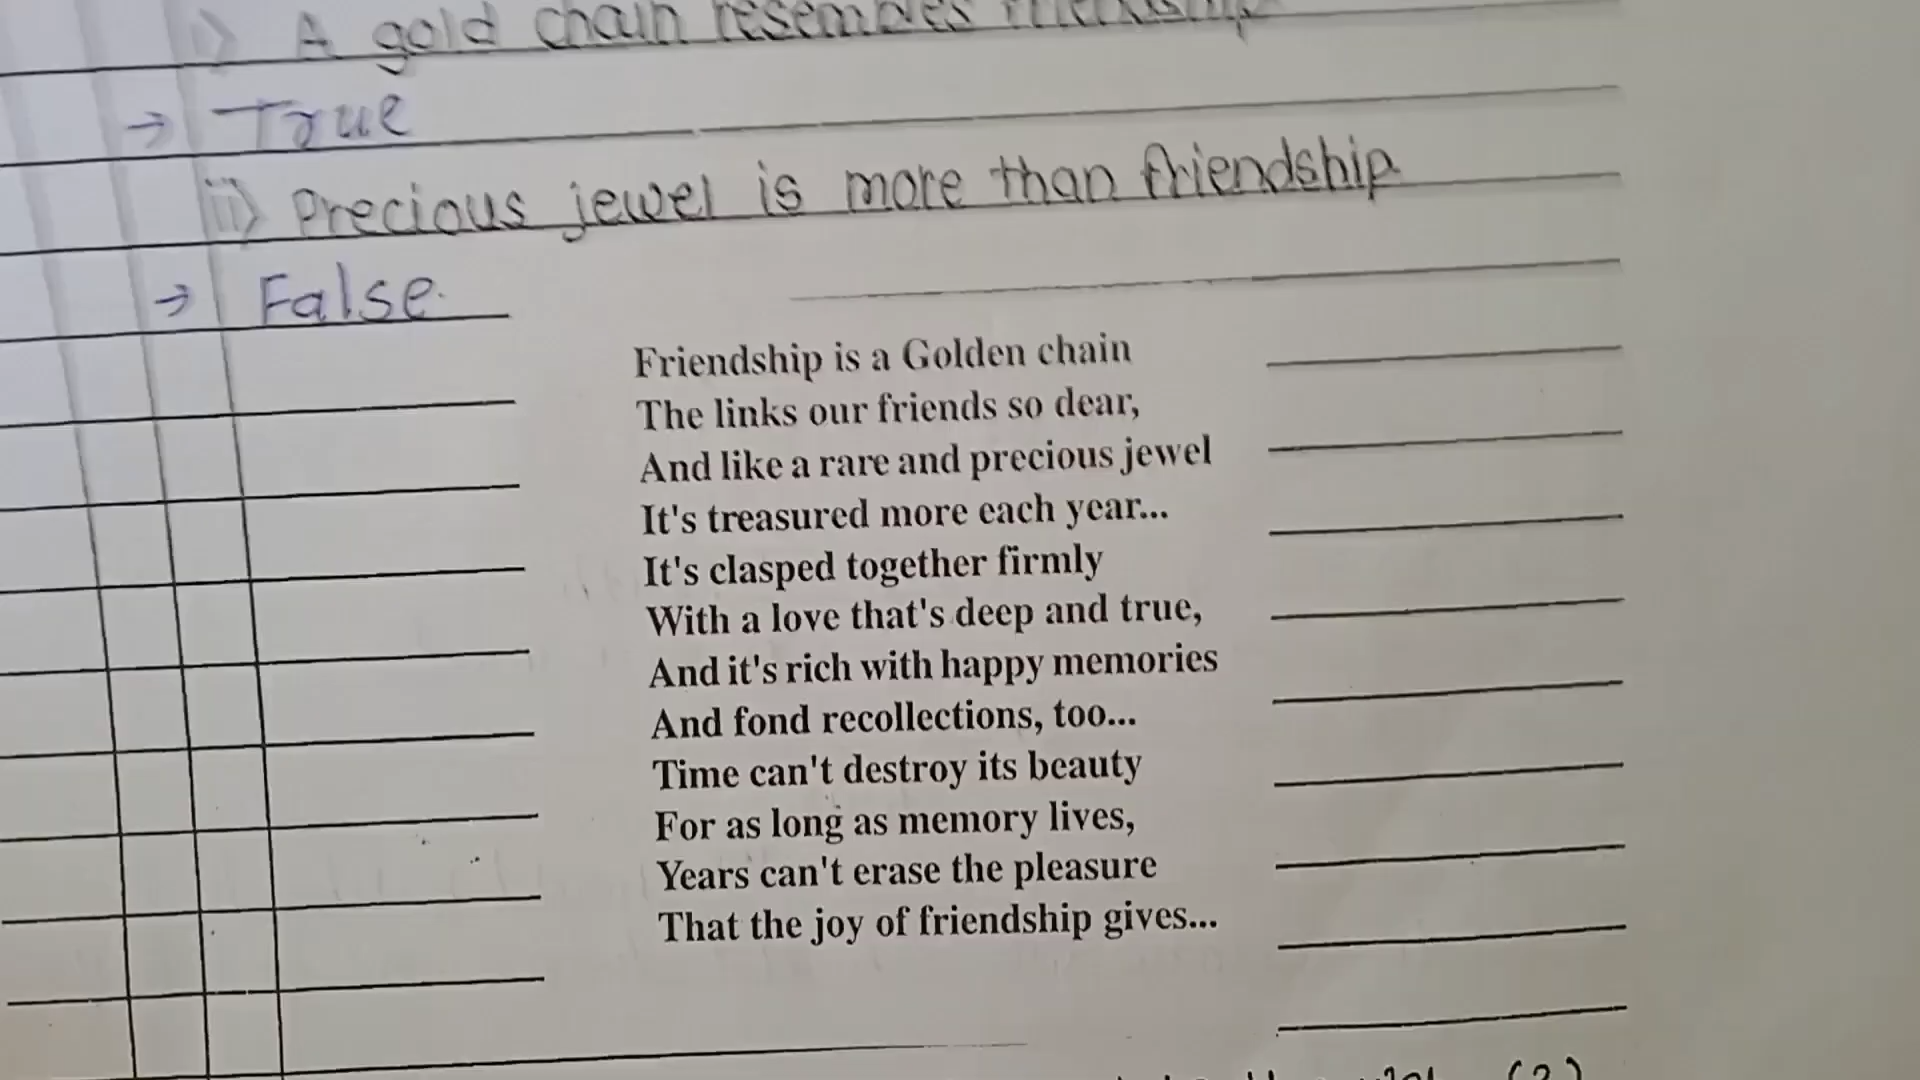 i) A gold chain resembles friendship
→ True
ii) Precious jewel is more than friendship
→ False.
Friendship is a Golden chain
The links our friends so dear,
And like a rare and precious jewel
It's treasured more each year...
It's clasped together firmly
With a love that's deep and true,
And it's rich with happy memories
And fond recollections, too...
Time can't destroy its beauty
For as long as memory lives,
Years can't erase the pleasure
That the joy of friendship gives...
(2)